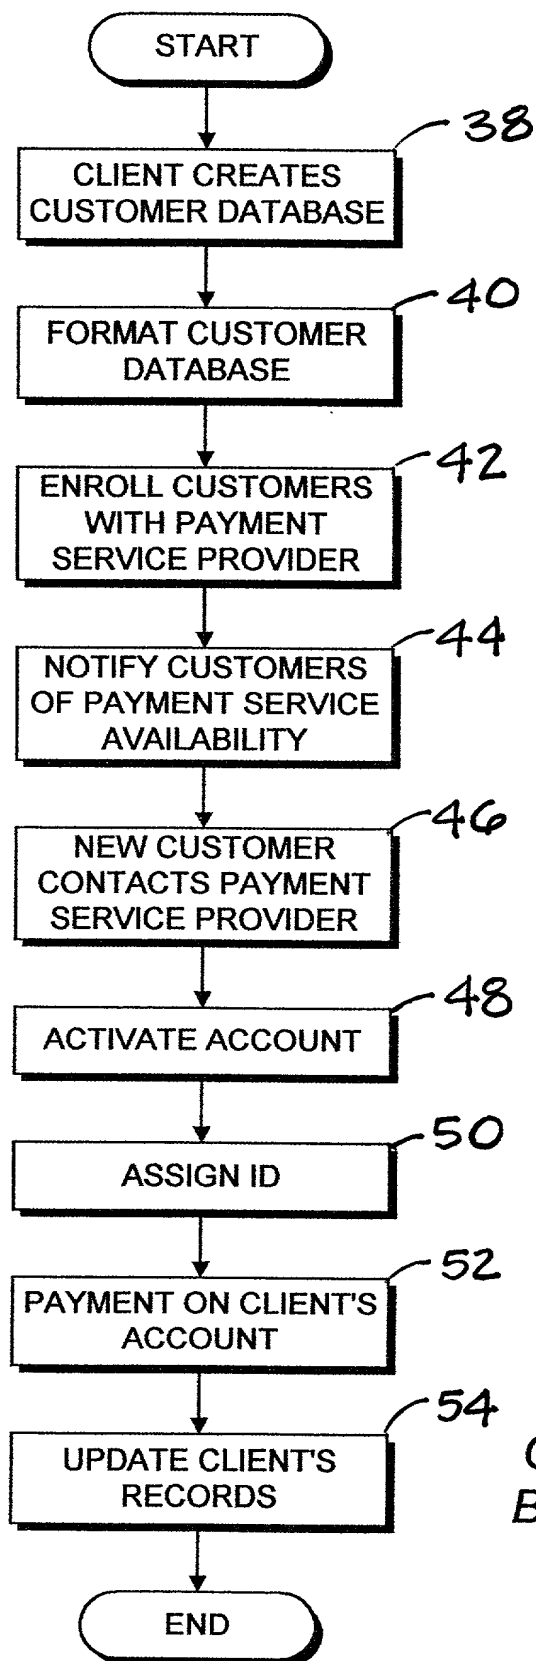 START
38
CLIENT CREATES
CUSTOMER DATABASE
40
FORMAT CUSTOMER
DATABASE
42
ENROLL CUSTOMERS
WITH PAYMENT
SERVICE PROVIDER
44
NOTIFY CUSTOMERS
OF PAYMENT SERVICE
AVAILABILITY
46
NEW CUSTOMER
CONTACTS PAYMENT
SERVICE PROVIDER
48
ACTIVATE ACCOUNT
50
ASSIGN ID
52
PAYMENT ON CLIENT'S
ACCOUNT
54
UPDATE CLIENT'S
RECORDS
END